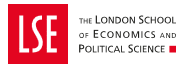 LSE
THE LONDON SCHOOL
OF ECONOMICS AND
POLITICAL SCIENCE